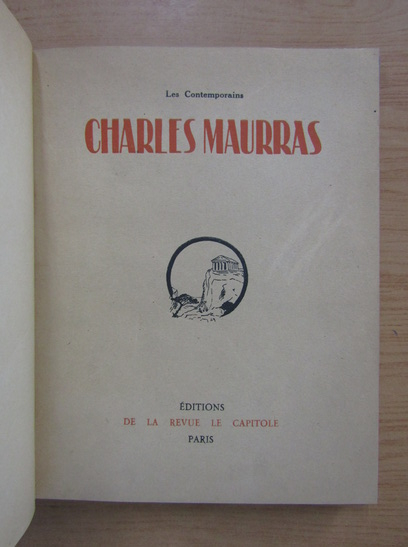 Les Contemporains
CHARLES MAURRAS
ÉDITIONS
DE LA REVUE LE CAPITOLE
PARIS